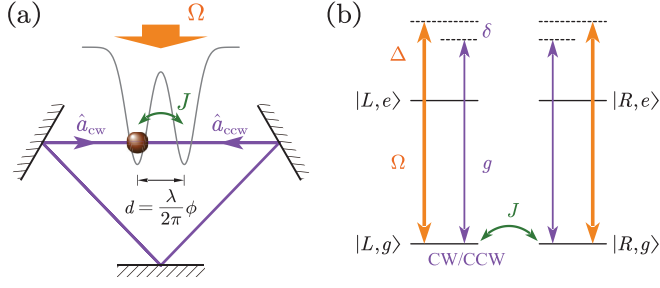 (a)
Ω
J
â_cw
â_ccw
d = λ/2π ϕ
(b)
δ
Δ
|L, e⟩
|R, e⟩
Ω
g
J
|L, g⟩
|R, g⟩
CW/CCW